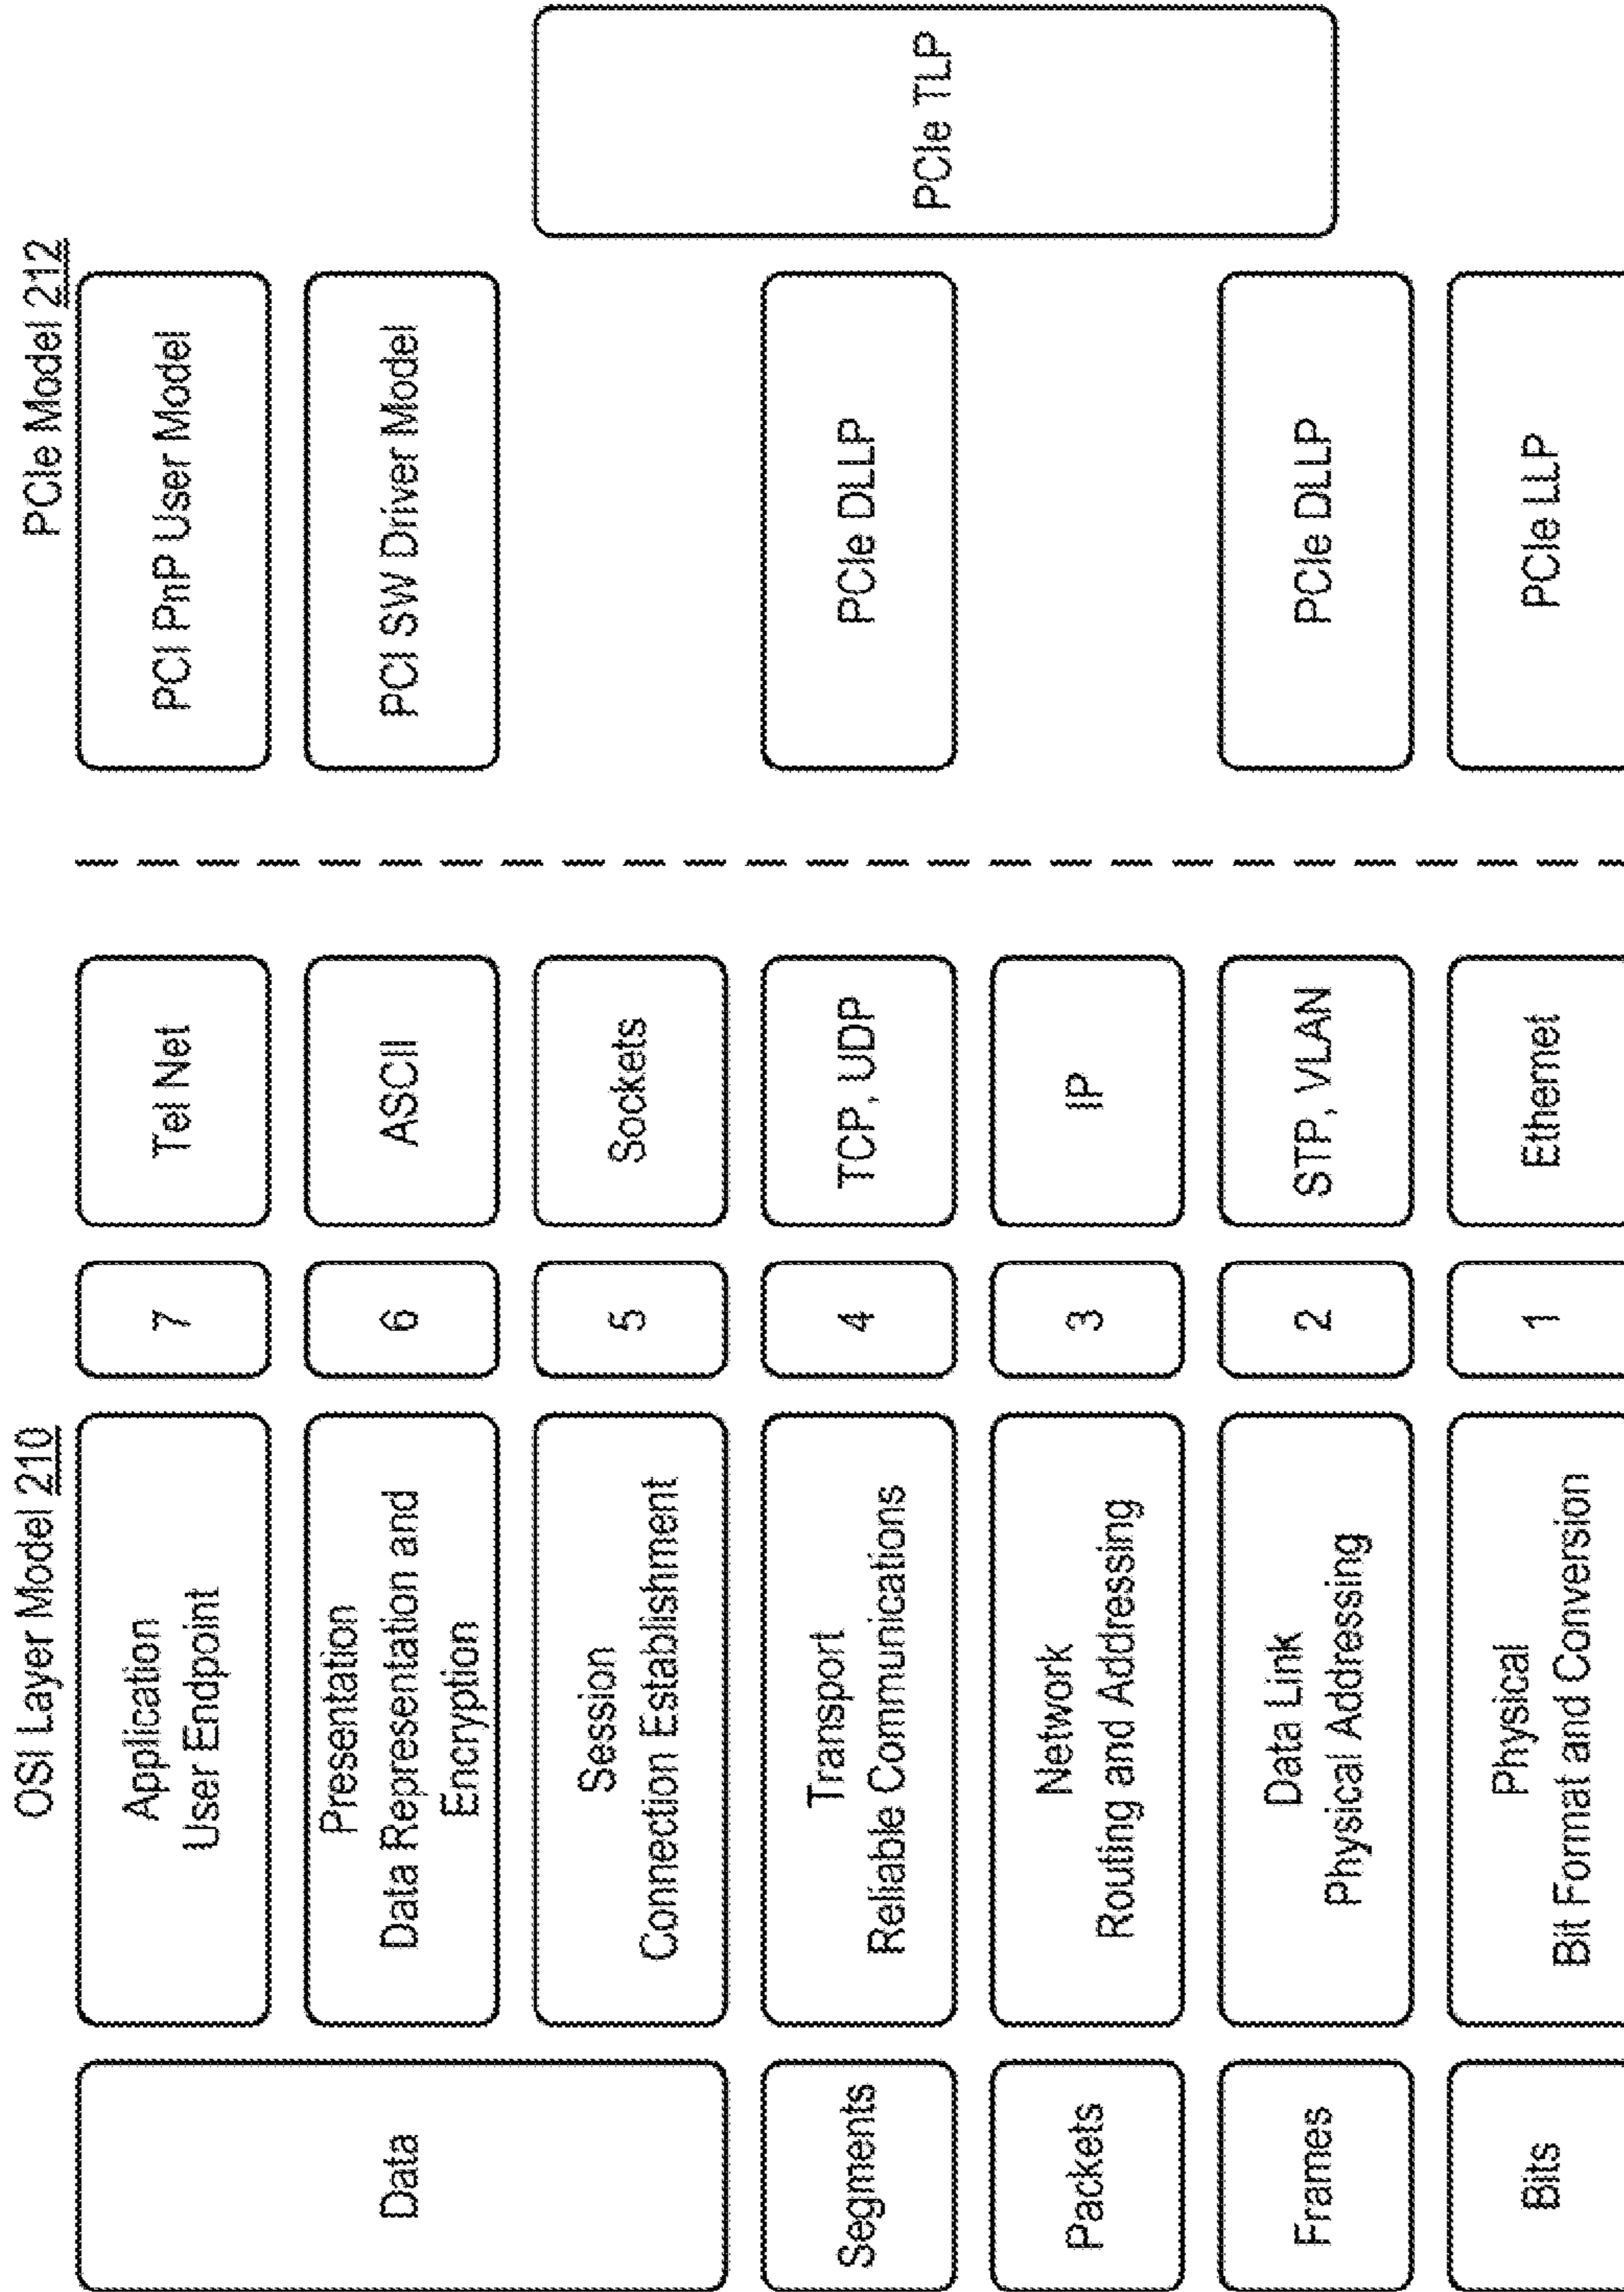 OSI Layer Model 210
PCIe Model 212
Data
Application
User Endpoint
7
Tel Net
PCI PnP User Model
Presentation
Data Representation and
Encryption
6
ASCII
PCI SW Driver Model
Session
Connection Establishment
5
Sockets
PCIe TLP
Segments
Transport
Reliable Communications
4
TCP, UDP
PCIe DLLP
Packets
Network
Routing and Addressing
3
IP
Frames
Data Link
Physical Addressing
2
STP, VLAN
PCIe DLLP
Bits
Physical
Bit Format and Conversion
1
Ethernet
PCIe LLP